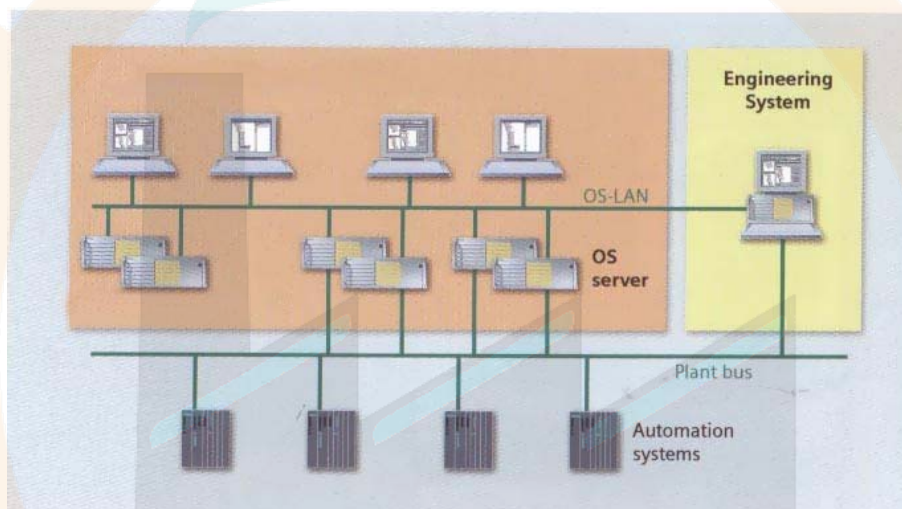 Engineering
System
OS-LAN
OS
server
Plant bus
Automation
systems